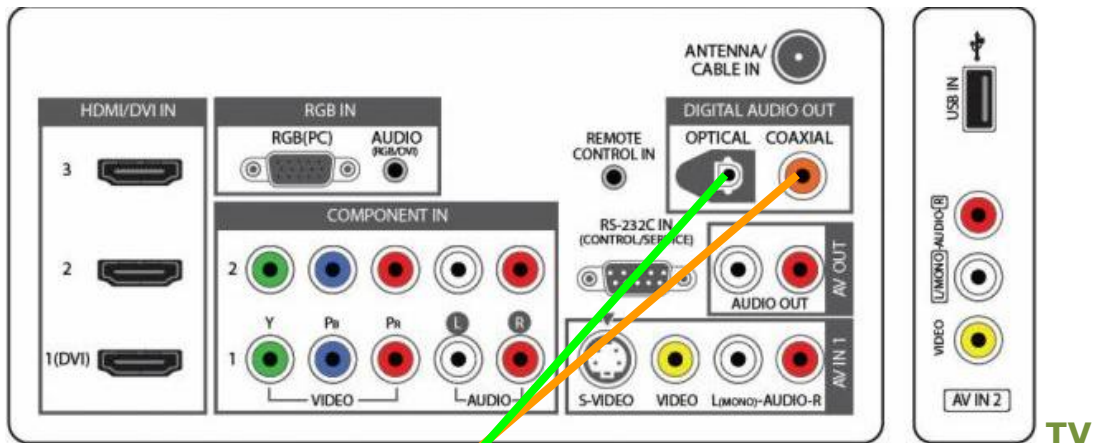 ANTENNA/
CABLE IN
HDMI/DVI IN
3
2
1(DVI)
RGB IN
RGB(PC)
AUDIO
(RGB/DVI)
REMOTE
CONTROL IN
DIGITAL AUDIO OUT
OPTICAL COAXIAL
COMPONENT IN
2
Y PB PR L R
1
VIDEO AUDIO
RS-232C IN
(CONTROL/SERVICE)
AUDIO OUT
AV OUT
AV IN 1
S-VIDEO VIDEO L(MONO)-AUDIO-R
USB IN
L/MONO-AUDIO-R
VIDEO
AV IN 2
TV